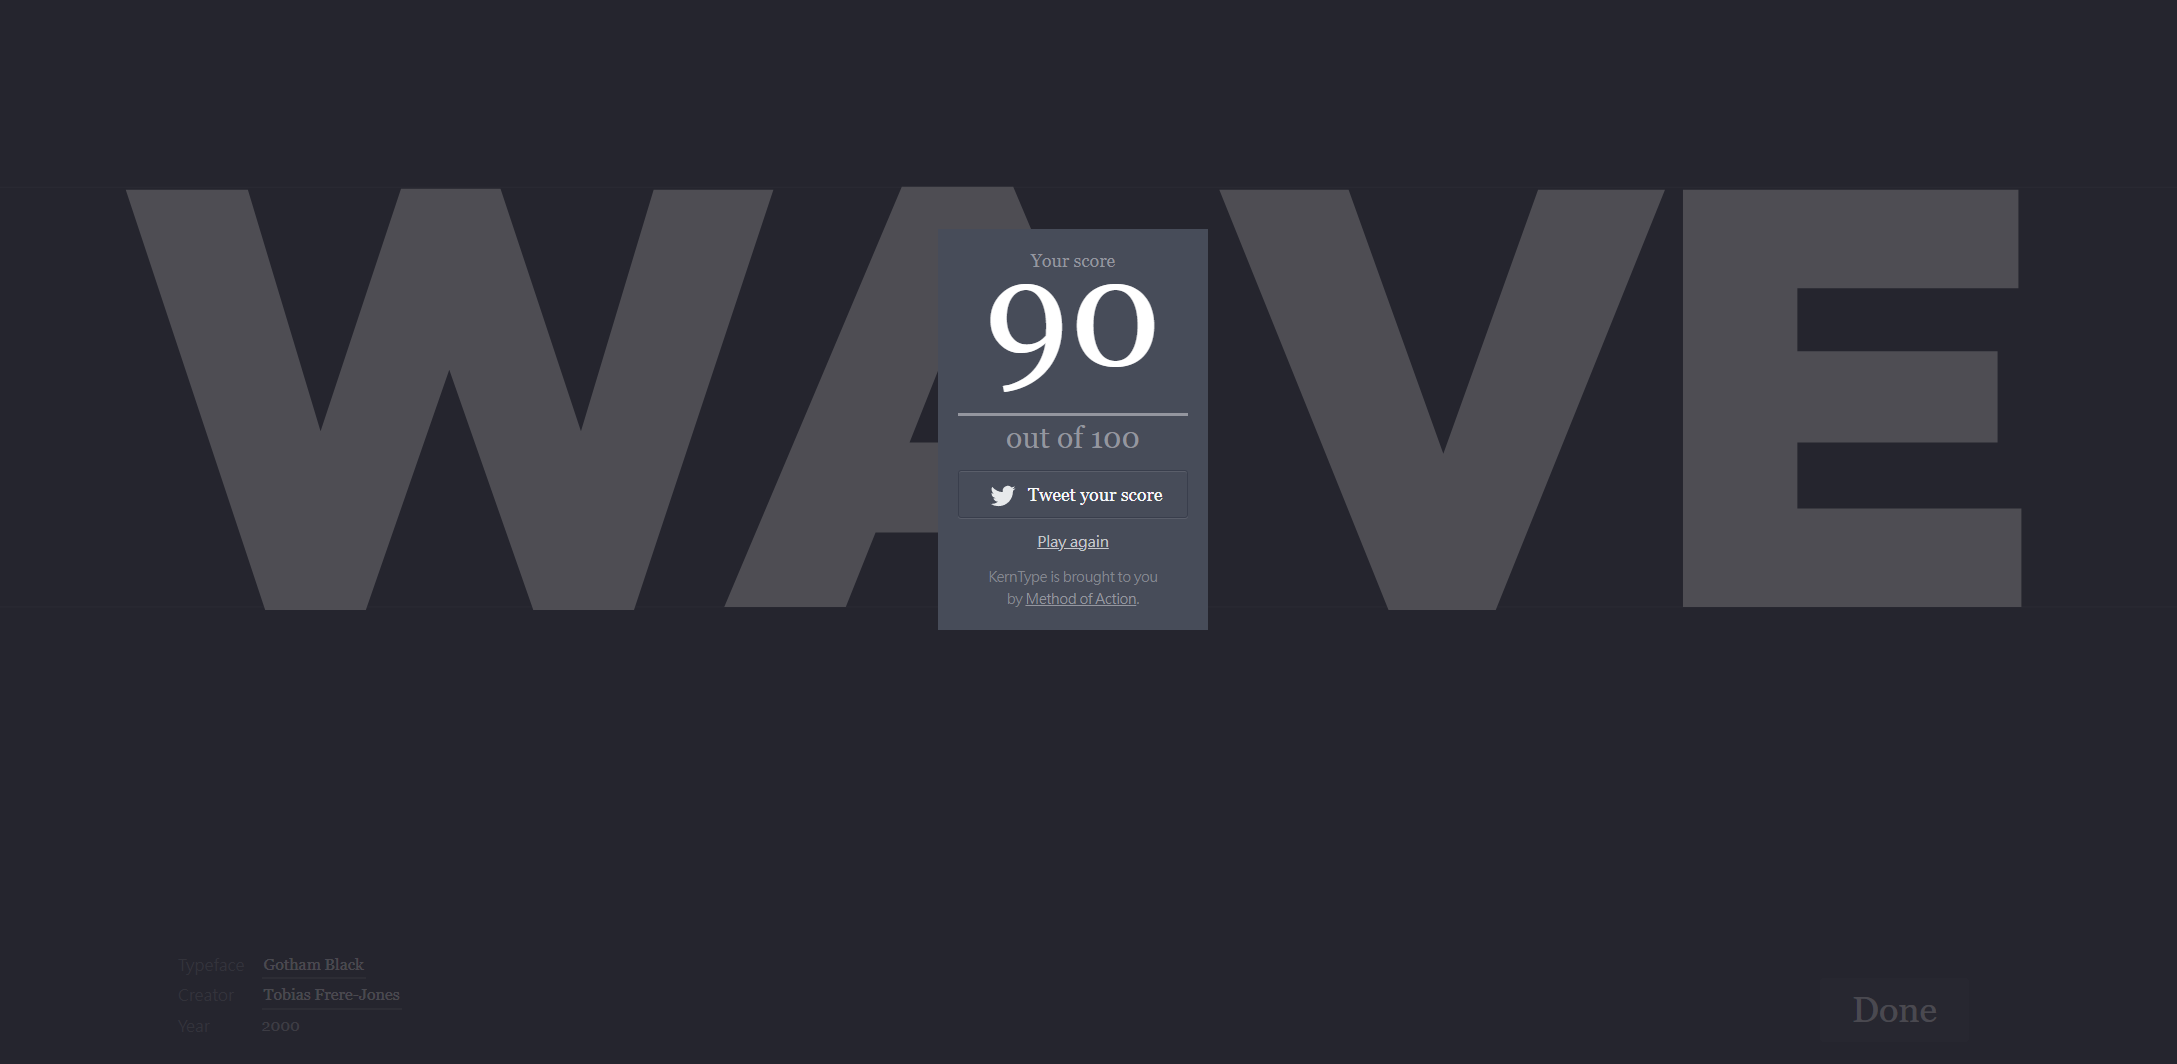 WAVE
Your score
90
out of 100
Tweet your score
Play again
KernType is brought to you
by Method of Action.
Typeface Gotham Black
Creator Tobias Frere-Jones
Year 2000
Done